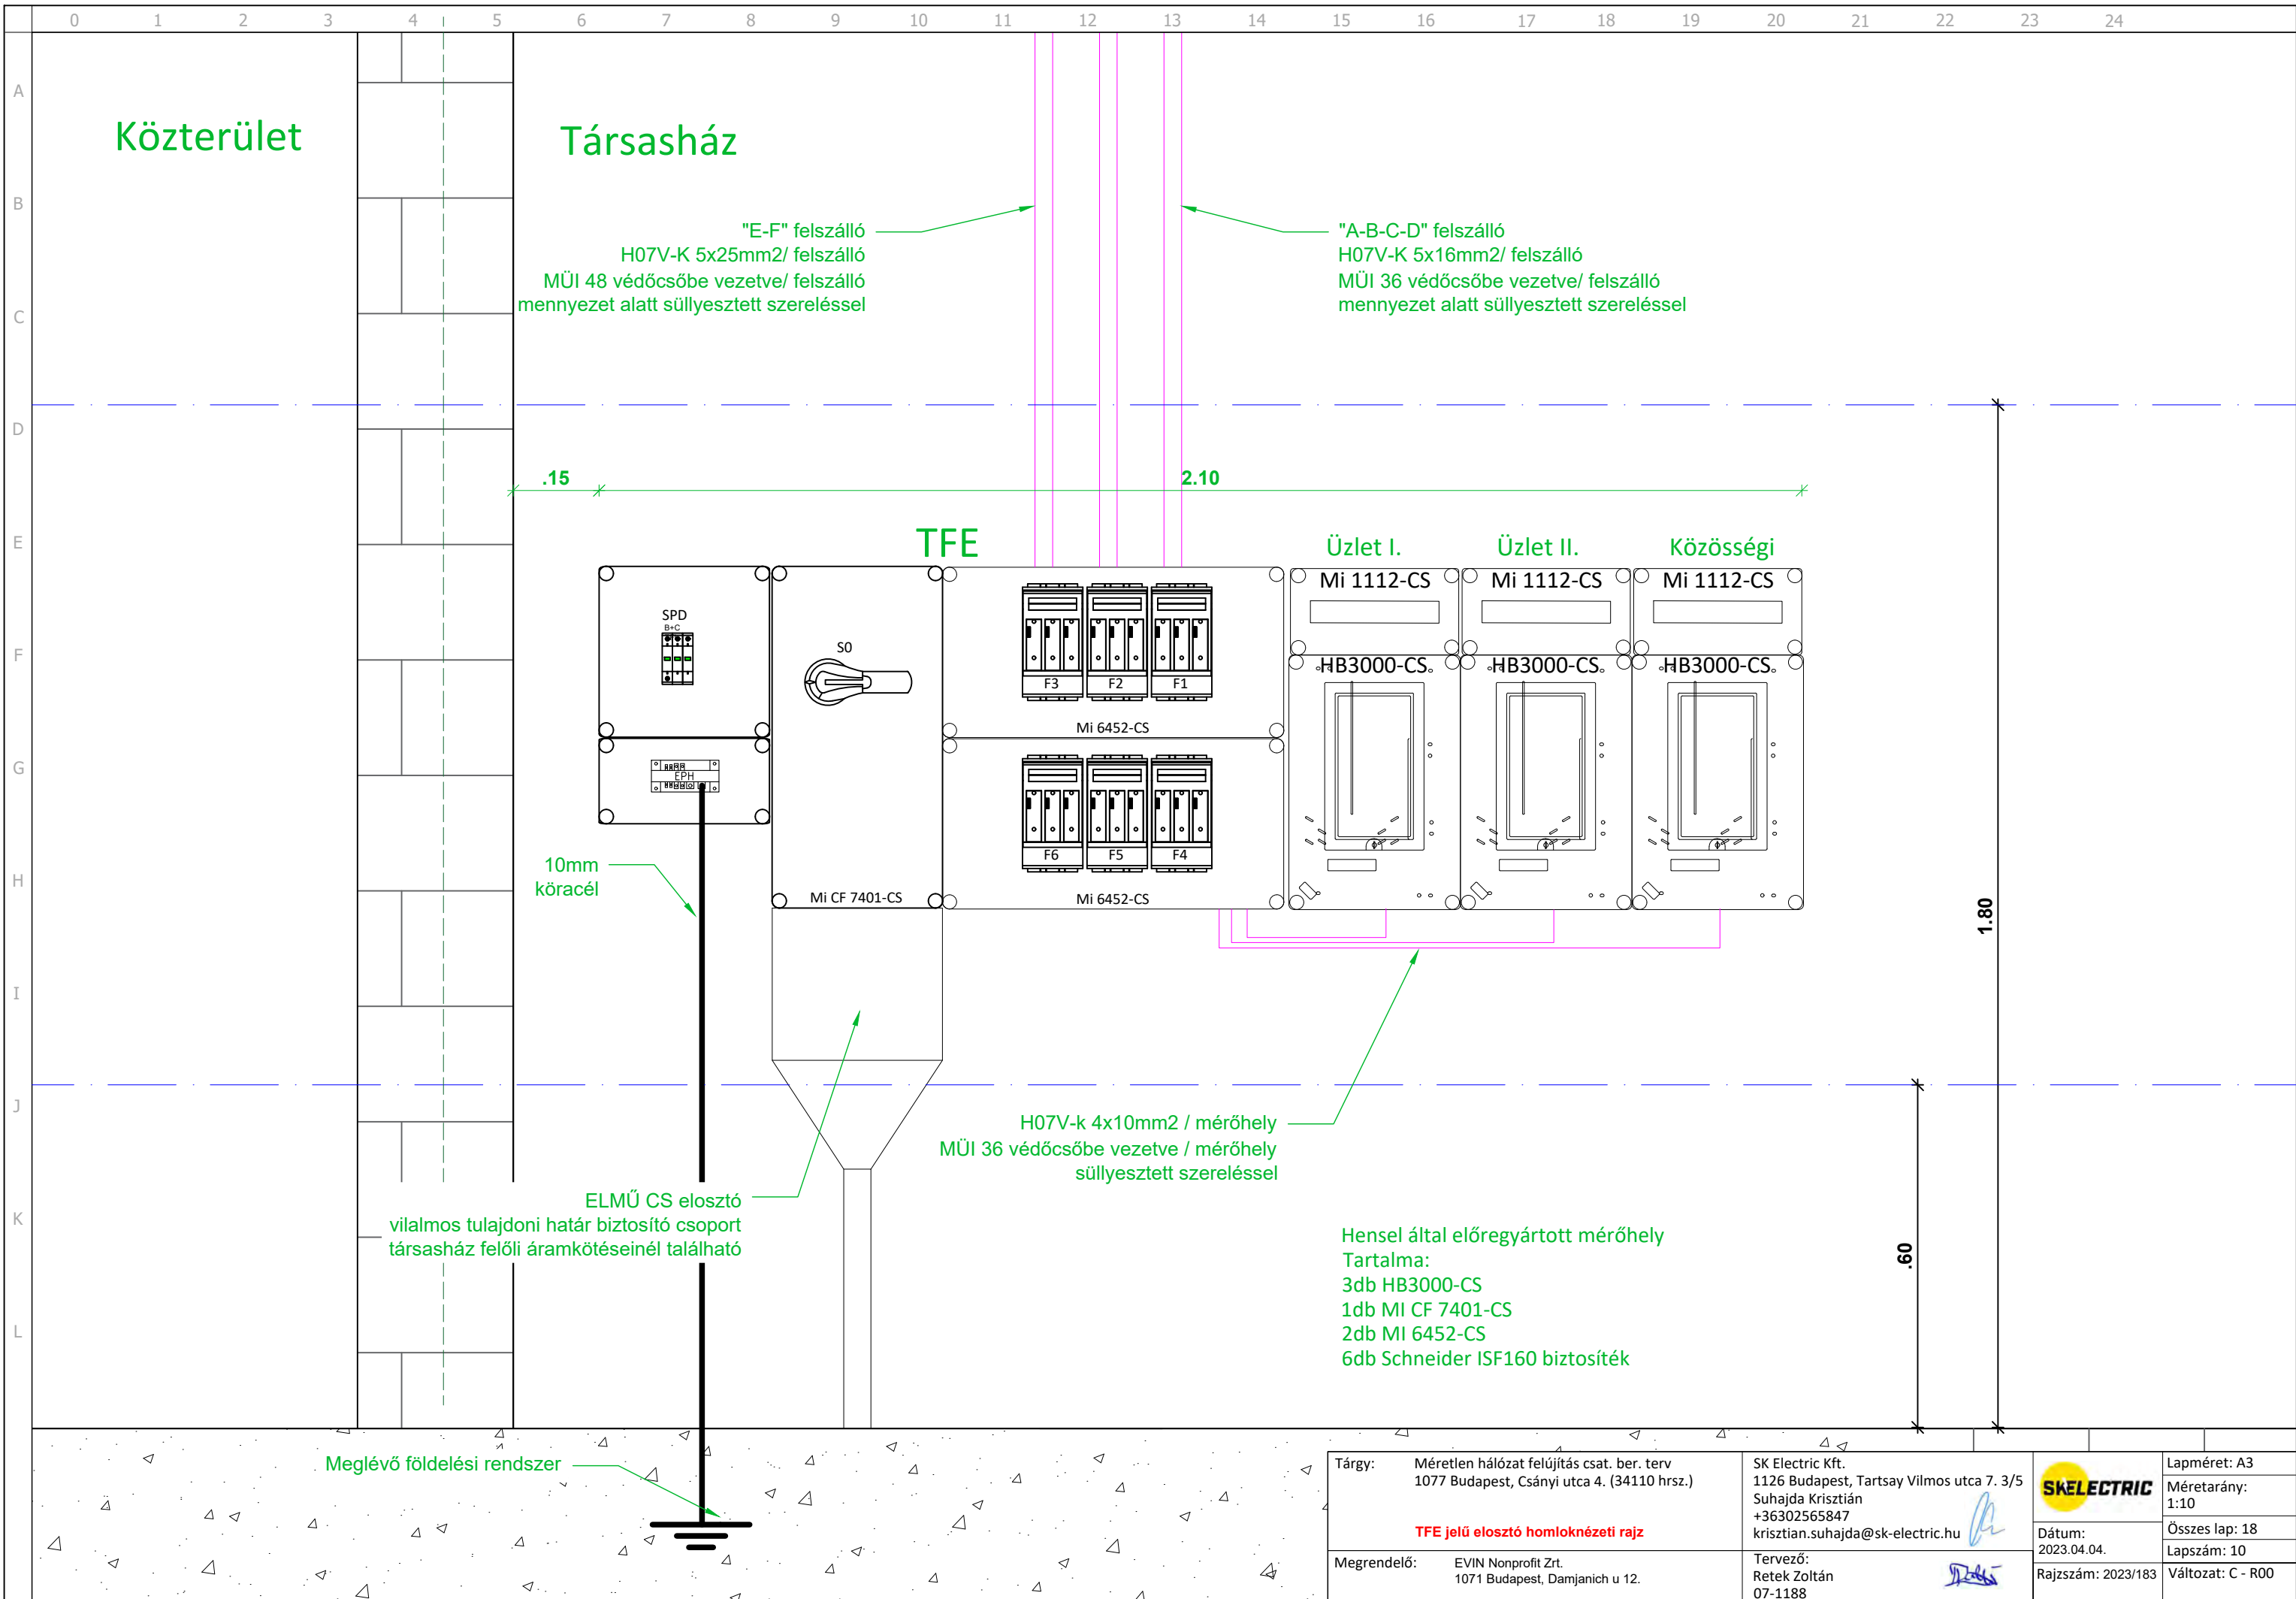 0 1 2 3 4 5 6 7 8 9 10 11 12 13 14 15 16 17 18 19 20 21 22 23 24
A
B
C
D
E
F
G
H
I
J
K
L
Közterület
Társasház
"E-F" felszálló
H07V-K 5x25mm2/ felszálló
MÜI 48 védőcsőbe vezetve/ felszálló
mennyezet alatt süllyesztett szereléssel
"A-B-C-D" felszálló
H07V-K 5x16mm2/ felszálló
MÜI 36 védőcsőbe vezetve/ felszálló
mennyezet alatt süllyesztett szereléssel
.15
2.10
TFE
Üzlet I.
Üzlet II.
Közösségi
Mi 1112-CS
Mi 1112-CS
Mi 1112-CS
SPD
B+C
S0
HB3000-CS
HB3000-CS
HB3000-CS
F3
F2
F1
Mi 6452-CS
EPH
F6
F5
F4
Mi CF 7401-CS
Mi 6452-CS
10mm
köracél
1.80
H07V-k 4x10mm2 / mérőhely
MÜI 36 védőcsőbe vezetve / mérőhely
süllyesztett szereléssel
ELMŰ CS elosztó
vilalmos tulajdoni határ biztosító csoport
társasház felőli áramkötéseinél található
.60
Hensel által előregyártott mérőhely
Tartalma:
3db HB3000-CS
1db MI CF 7401-CS
2db MI 6452-CS
6db Schneider ISF160 biztosíték
Meglévő földelési rendszer
Tárgy: Méretlen hálózat felújítás csat. ber. terv
1077 Budapest, Csányi utca 4. (34110 hrsz.)
TFE jelű elosztó homloknézeti rajz
Megrendelő: EVIN Nonprofit Zrt.
1071 Budapest, Damjanich u 12.
SK Electric Kft.
1126 Budapest, Tartsay Vilmos utca 7. 3/5
Suhajda Krisztián
+36302565847
krisztian.suhajda@sk-electric.hu
Tervező:
Retek Zoltán
07-1188
SKELECTRIC
Dátum:
2023.04.04.
Rajzszám: 2023/183
Lapméret: A3
Méretarány:
1:10
Összes lap: 18
Lapszám: 10
Változat: C - R00